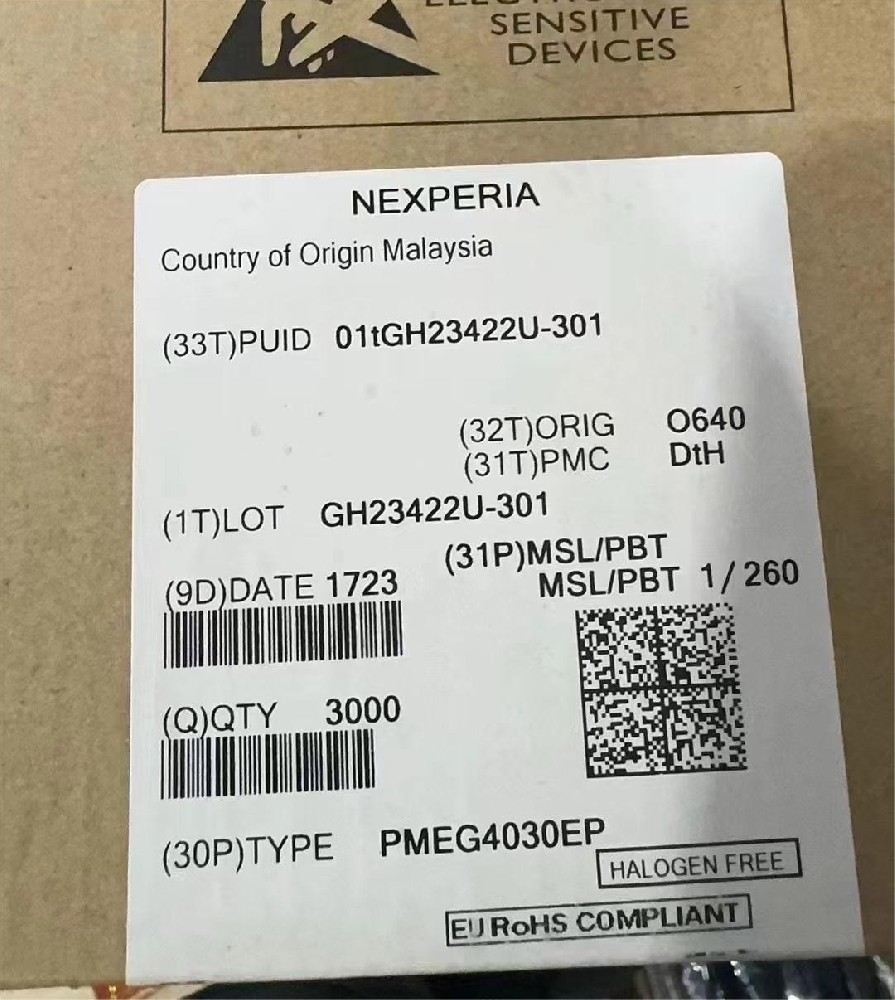 SENSITIVE
DEVICES
NEXPERIA
Country of Origin Malaysia
(33T)PUID 01tGH23422U-301
(32T)ORIG O640
(31T)PMC DtH
(1T)LOT GH23422U-301
(31P)MSL/PBT
(9D)DATE 1723
MSL/PBT 1/260
(Q)QTY 3000
(30P)TYPE PMEG4030EP
HALOGEN FREE
EU RoHS COMPLIANT